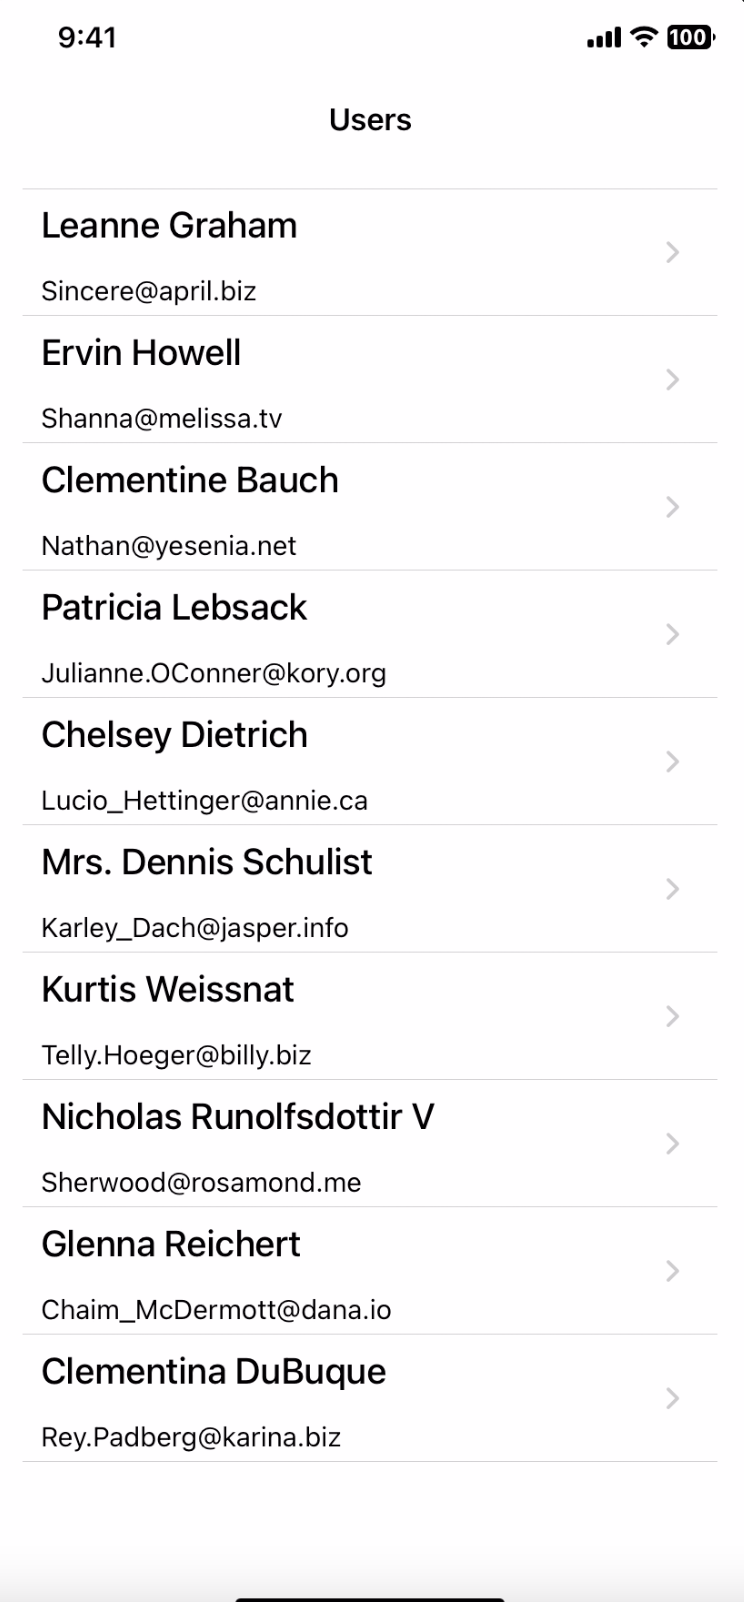 9:41
100
Users
Leanne Graham
Sincere@april.biz
Ervin Howell
Shanna@melissa.tv
Clementine Bauch
Nathan@yesenia.net
Patricia Lebsack
Julianne.OConner@kory.org
Chelsey Dietrich
Lucio_Hettinger@annie.ca
Mrs. Dennis Schulist
Karley_Dach@jasper.info
Kurtis Weissnat
Telly.Hoeger@billy.biz
Nicholas Runolfsdottir V
Sherwood@rosamond.me
Glenna Reichert
Chaim_McDermott@dana.io
Clementina DuBuque
Rey.Padberg@karina.biz